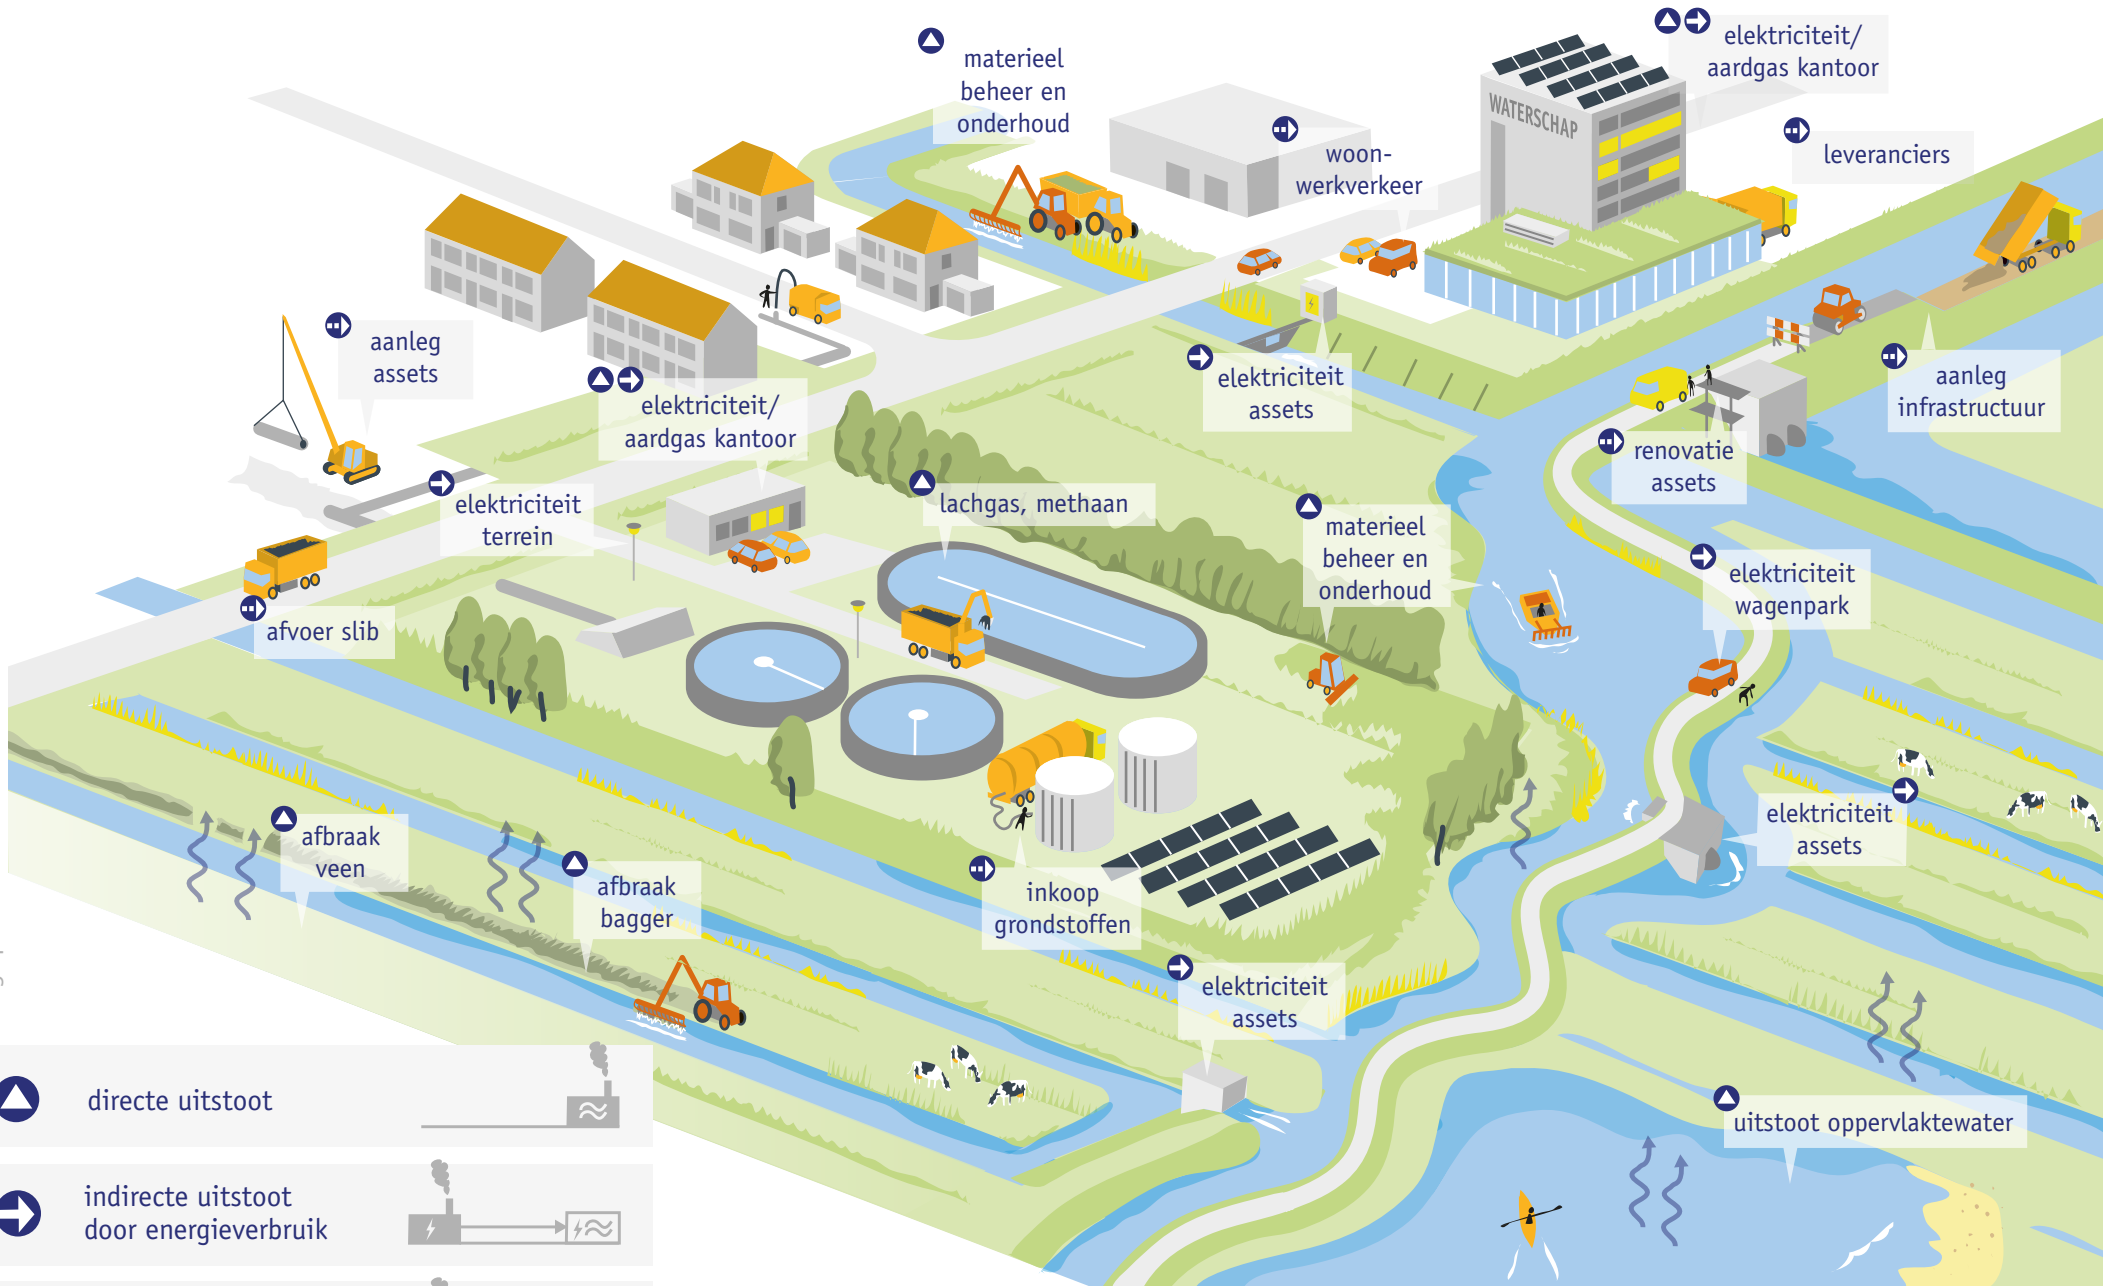 elektriciteit/
aardgas kantoor
materieel
beheer en
onderhoud
WATERSCHAP
leveranciers
woon-
werkverkeer
aanleg
assets
elektriciteit
assets
aanleg
infrastructuur
elektriciteit/
aardgas kantoor
renovatie
assets
elektriciteit
terrein
lachgas, methaan
materieel
beheer en
onderhoud
elektriciteit
wagenpark
afvoer slib
elektriciteit
assets
afbraak
veen
afbraak
bagger
inkoop
grondstoffen
elektriciteit
assets
uitstoot oppervlaktewater
directe uitstoot
indirecte uitstoot
door energieverbruik